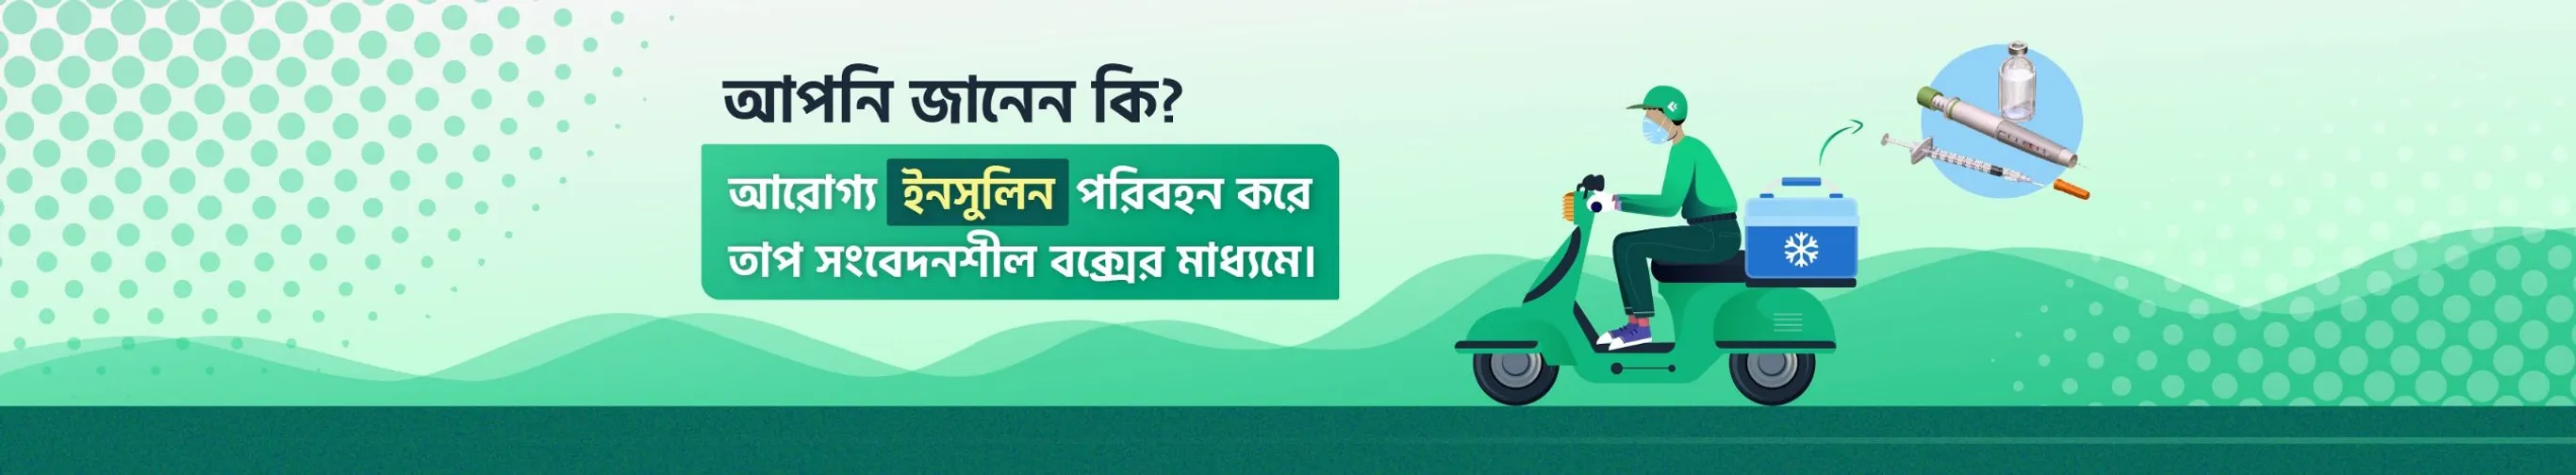 আপনি জানেন কি?
আরোগ্য ইনসুলিন পরিবহন করে
তাপ সংবেদনশীল বক্সের মাধ্যমে।